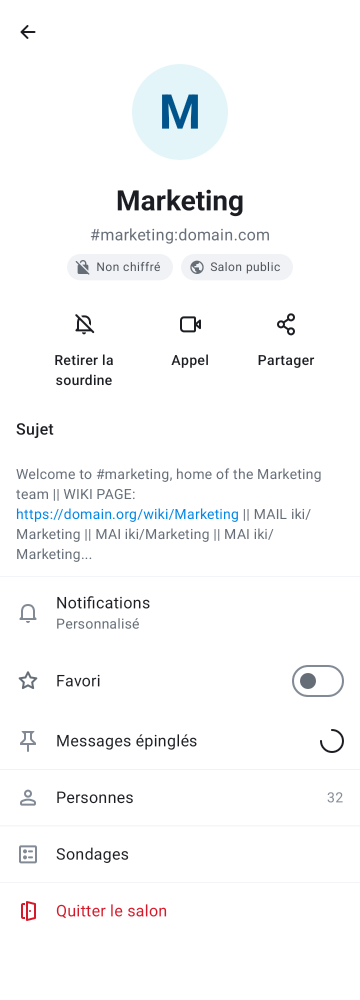 M
Marketing
#marketing:domain.com
Non chiffré
Salon public
Retirer la
sourdine
Appel
Partager
Sujet
Welcome to #marketing, home of the Marketing
team || WIKI PAGE:
https://domain.org/wiki/Marketing || MAIL iki/
Marketing || MAI iki/Marketing || MAI iki/
Marketing...
Notifications
Personnalisé
Favori
Messages épinglés
Personnes 32
Sondages
Quitter le salon